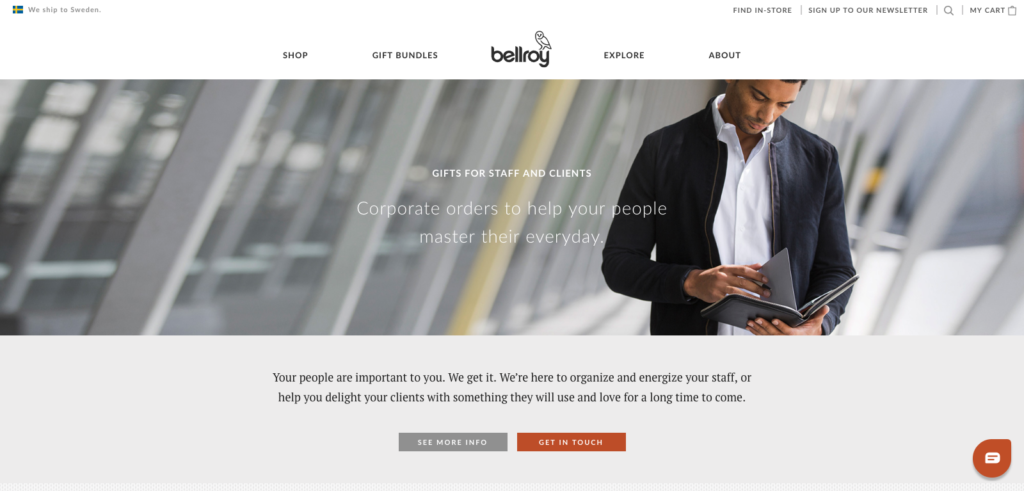 We ship to Sweden.
FIND IN-STORE
SIGN UP TO OUR NEWSLETTER
MY CART
SHOP
GIFT BUNDLES
bellroy
EXPLORE
ABOUT
GIFTS FOR STAFF AND CLIENTS
Corporate orders to help your people
master their everyday.
Your people are important to you. We get it. We’re here to organize and energize your staff, or
help you delight your clients with something they will use and love for a long time to come.
SEE MORE INFO
GET IN TOUCH